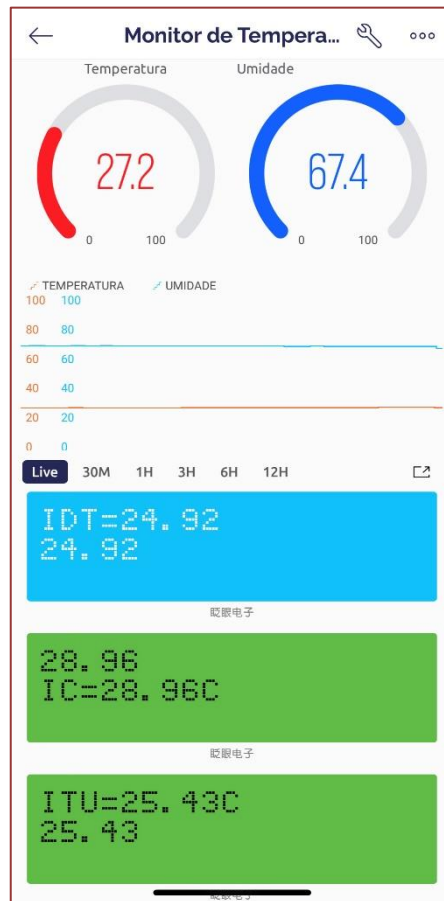 Monitor de Tempera...
Temperatura
Umidade
27.2
67.4
0 100
0 100
TEMPERATURA UMIDADE
100 100
80 80
60 60
40 40
20 20
0 0
Live 30M 1H 3H 6H 12H
IDT=24.92
24.92
眨眼电子
28.96
IC=28.96C
眨眼电子
ITU=25.43C
25.43